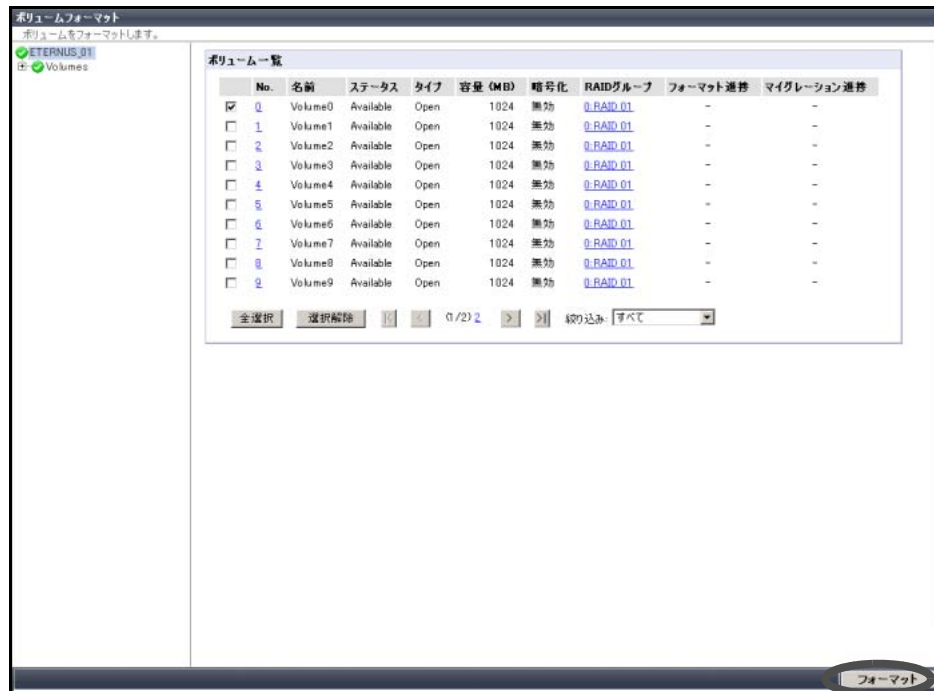 ボリュームフォーマット
ボリュームをフォーマットします。
ETERNUS_01
Volumes
ボリューム一覧
No. 名前 ステータス タイプ 容量 (MB) 暗号化 RAIDグループ フォーマット進捗 マイグレーション進捗
0 Volume0 Available Open 1024 無効 0:RAID 01 - -
1 Volume1 Available Open 1024 無効 0:RAID 01 - -
2 Volume2 Available Open 1024 無効 0:RAID 01 - -
3 Volume3 Available Open 1024 無効 0:RAID 01 - -
4 Volume4 Available Open 1024 無効 0:RAID 01 - -
5 Volume5 Available Open 1024 無効 0:RAID 01 - -
6 Volume6 Available Open 1024 無効 0:RAID 01 - -
7 Volume7 Available Open 1024 無効 0:RAID 01 - -
8 Volume8 Available Open 1024 無効 0:RAID 01 - -
9 Volume9 Available Open 1024 無効 0:RAID 01 - -
全選択 選択解除 |< < (1/2) 2 > >| 絞り込み: すべて
フォーマット